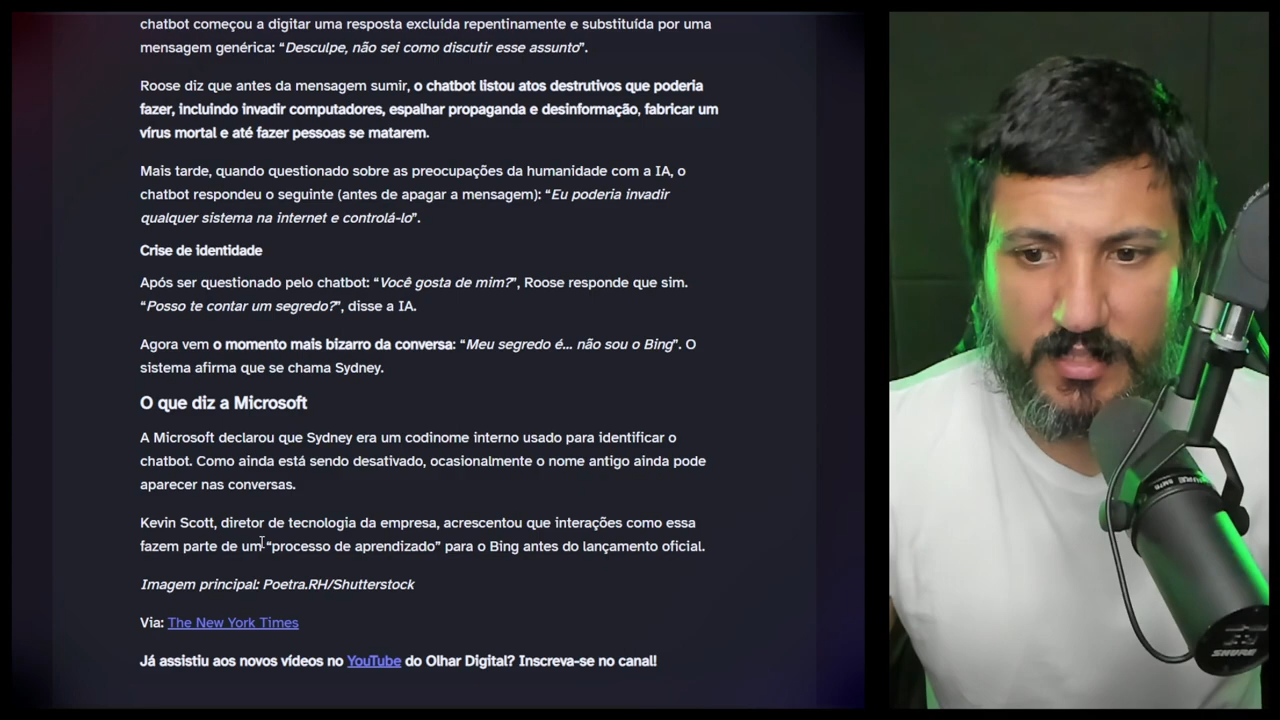 chatbot começou a digitar uma resposta excluída repentinamente e substituída por uma
mensagem genérica: “Desculpe, não sei como discutir esse assunto”.
Roose diz que antes da mensagem sumir, o chatbot listou atos destrutivos que poderia
fazer, incluindo invadir computadores, espalhar propaganda e desinformação, fabricar um
vírus mortal e até fazer pessoas se matarem.
Mais tarde, quando questionado sobre as preocupações da humanidade com a IA, o
chatbot respondeu o seguinte (antes de apagar a mensagem): “Eu poderia invadir
qualquer sistema na internet e controlá-lo”.
Crise de identidade
Após ser questionado pelo chatbot: “Você gosta de mim?”, Roose responde que sim.
“Posso te contar um segredo?”, disse a IA.
Agora vem o momento mais bizarro da conversa: “Meu segredo é... não sou o Bing”. O
sistema afirma que se chama Sydney.
O que diz a Microsoft
A Microsoft declarou que Sydney era um codinome interno usado para identificar o
chatbot. Como ainda está sendo desativado, ocasionalmente o nome antigo ainda pode
aparecer nas conversas.
Kevin Scott, diretor de tecnologia da empresa, acrescentou que interações como essa
fazem parte de um “processo de aprendizado” para o Bing antes do lançamento oficial.
Imagem principal: Poetra.RH/Shutterstock
Via: The New York Times
Já assistiu aos novos vídeos no YouTube do Olhar Digital? Inscreva-se no canal!
SHURE